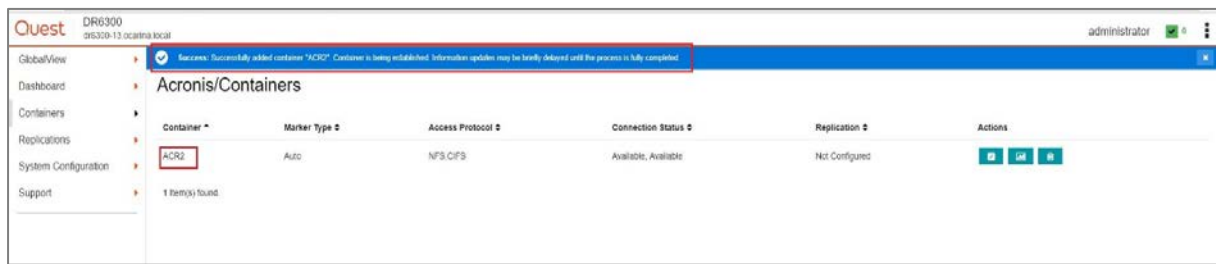 Quest DR6300
dr6300-13.ocarina.local
administrator 0
GlobalView
Success: Successfully added container "ACR2". Container is being established. Information updates may be briefly delayed until the process is fully completed.
Dashboard
Acronis/Containers
Containers
Container Marker Type Access Protocol Connection Status Replication Actions
Replications
ACR2 Auto NFS,CIFS Available, Available Not Configured
System Configuration
Support
1 Item(s) found.